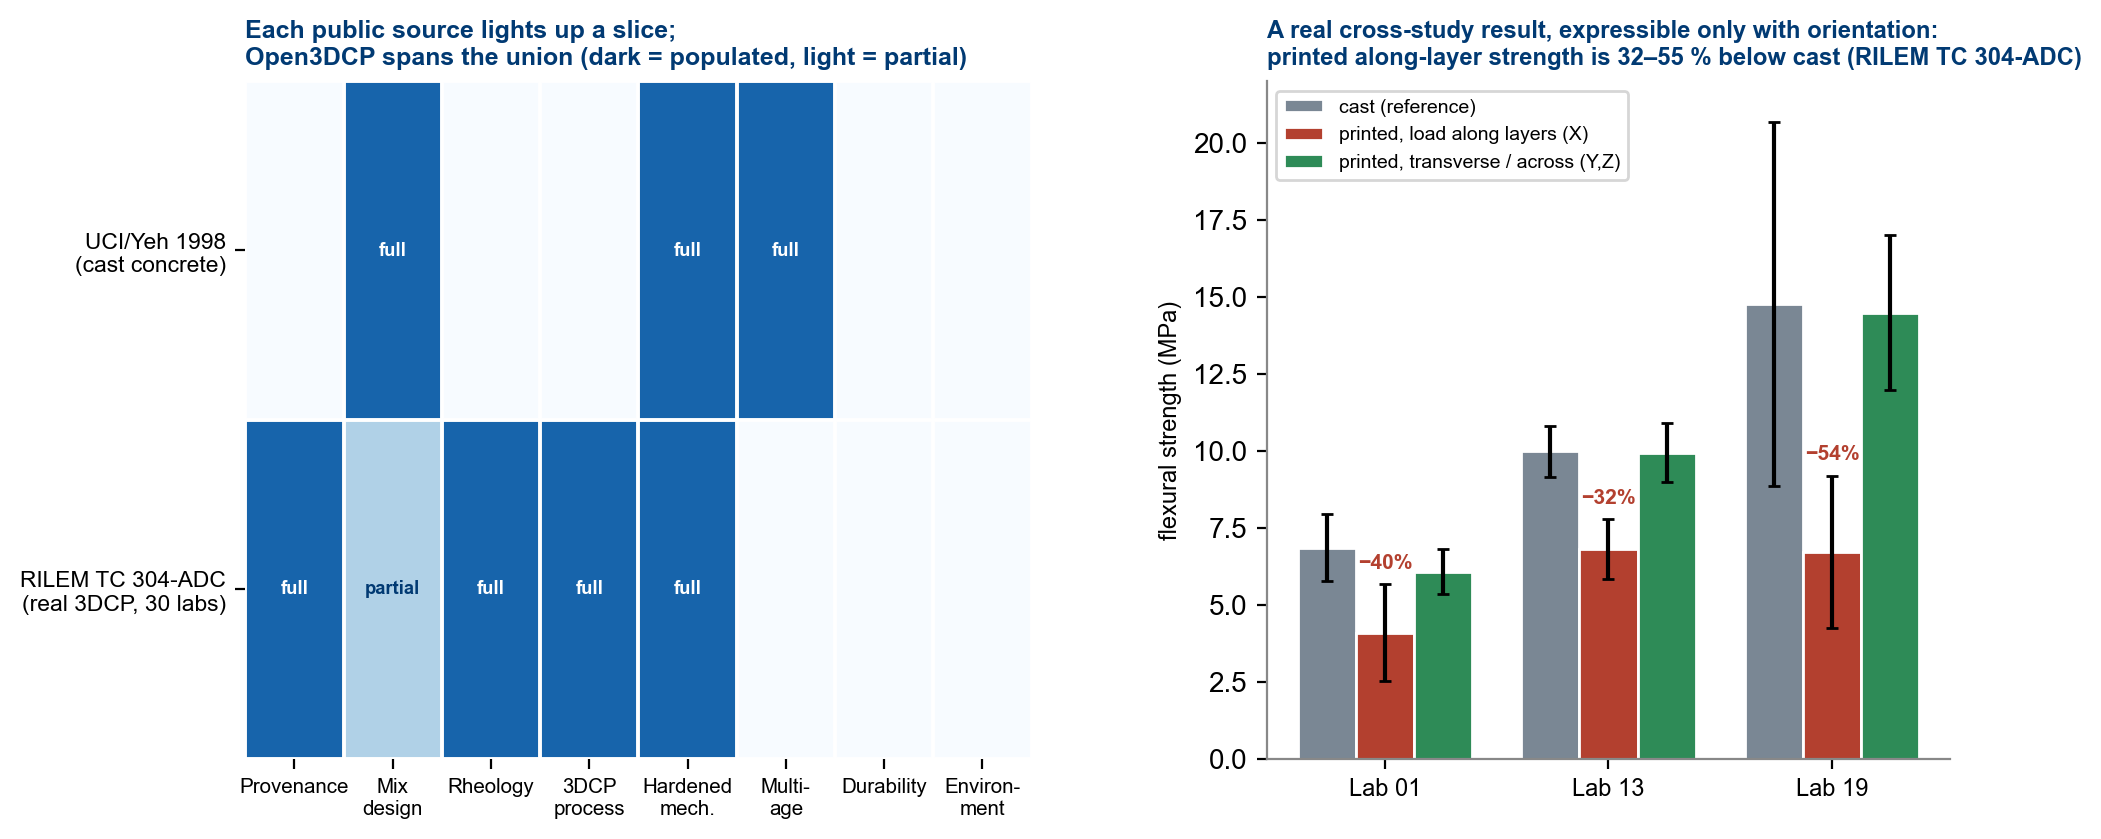 Each public source lights up a slice;
Open3DCP spans the union (dark = populated, light = partial)
UCI/Yeh 1998
(cast concrete)
full
full
full
RILEM TC 304-ADC
(real 3DCP, 30 labs)
full
partial
full
full
full
Provenance
Mix
design
Rheology
3DCP
process
Hardened
mech.
Multi-
age
Durability
Environ-
ment
A real cross-study result, expressible only with orientation:
printed along-layer strength is 32–55 % below cast (RILEM TC 304-ADC)
cast (reference)
printed, load along layers (X)
printed, transverse / across (Y,Z)
flexural strength (MPa)
20.0
17.5
15.0
12.5
10.0
7.5
5.0
2.5
0.0
−40%
−32%
−54%
Lab 01
Lab 13
Lab 19